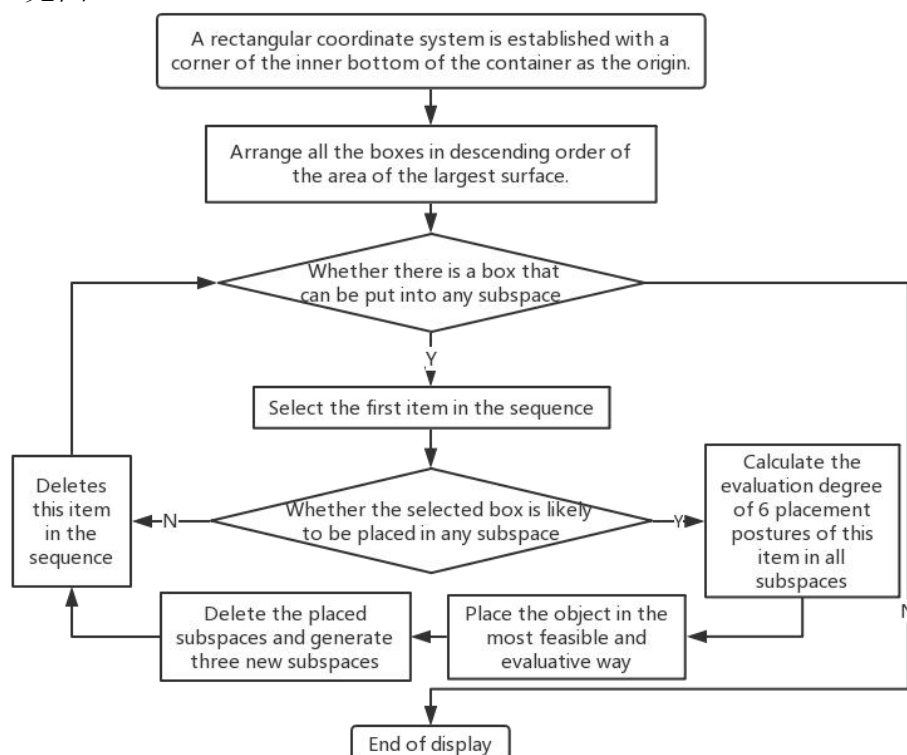 A rectangular coordinate system is established with a
corner of the inner bottom of the container as the origin.
Arrange all the boxes in descending order of
the area of the largest surface.
Whether there is a box that
can be put into any subspace
Y
Select the first item in the sequence
Deletes
this item
in the
sequence
N
Whether the selected box is likely
to be placed in any subspace
Y
Calculate the
evaluation degree
of 6 placement
postures of this
item in all
subspaces
Delete the placed
subspaces and generate
three new subspaces
Place the object in the
most feasible and
evaluative way
N
End of display